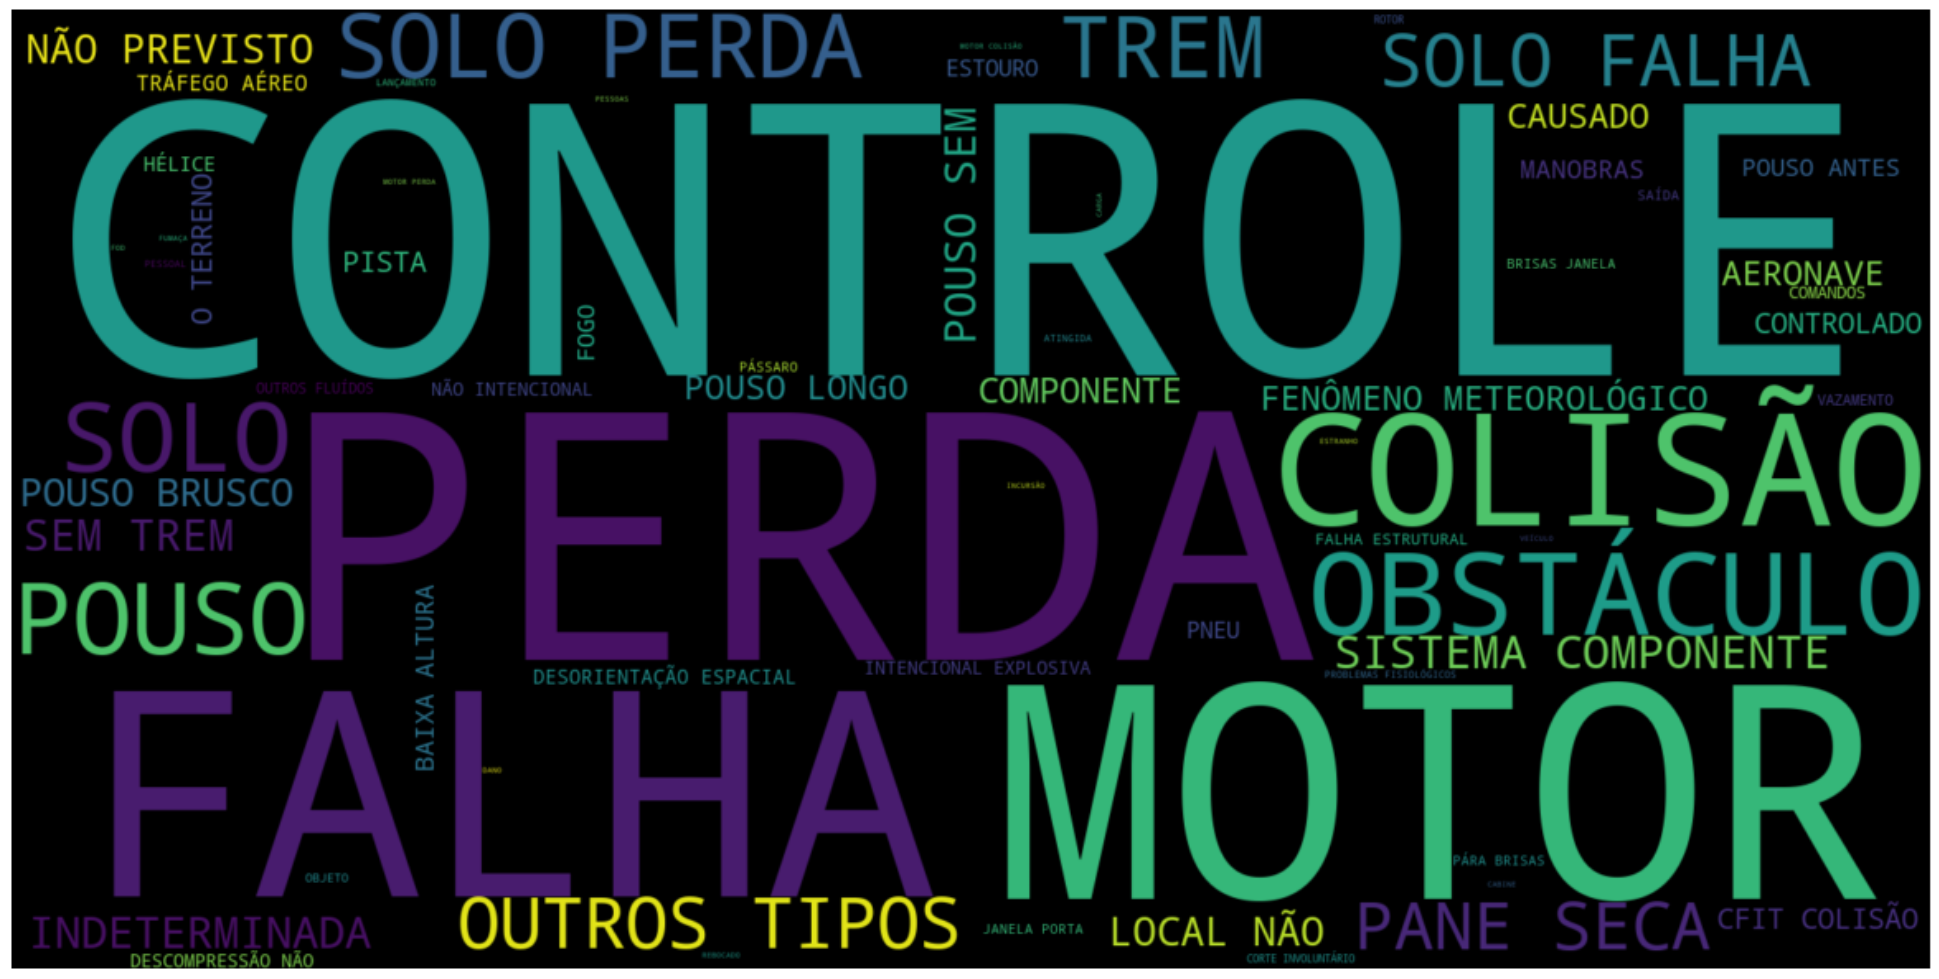 NÃO PREVISTO
SOLO PERDA
MOTOR COLISÃO
TREM
ROTOR
SOLO FALHA
TRÁFEGO AÉREO
LANÇAMENTO
ESTOURO
PESSOAS
CONTROLE
POUSO SEM
CAUSADO
HÉLICE
O TERRENO
MOTOR PERDA
CARGA
MANOBRAS
POUSO ANTES
SAÍDA
FOD
FUMAÇA
PESSOAL
PISTA
BRISAS JANELA
AERONAVE
COMANDOS
CONTROLADO
FOGO
ATINGIDA
PÁSSARO
OUTROS FLUÍDOS
NÃO INTENCIONAL
POUSO LONGO
COMPONENTE
FENÔMENO METEOROLÓGICO
VAZAMENTO
SOLO
PERDA
ESTRANHO
COLISÃO
POUSO BRUSCO
INCURSÃO
SEM TREM
FALHA ESTRUTURAL
VEÍCULO
OBSTÁCULO
POUSO
BAIXA ALTURA
PNEU
SISTEMA COMPONENTE
DESORIENTAÇÃO ESPACIAL
INTENCIONAL EXPLOSIVA
PROBLEMAS FISIOLÓGICOS
FALHA
MOTOR
DANO
OBJETO
PÁRA BRISAS
CABINE
INDETERMINADA
OUTROS TIPOS
JANELA PORTA
LOCAL NÃO
PANE SECA
CFIT COLISÃO
DESCOMPRESSÃO NÃO
REBOCADO
CORTE INVOLUNTÁRIO